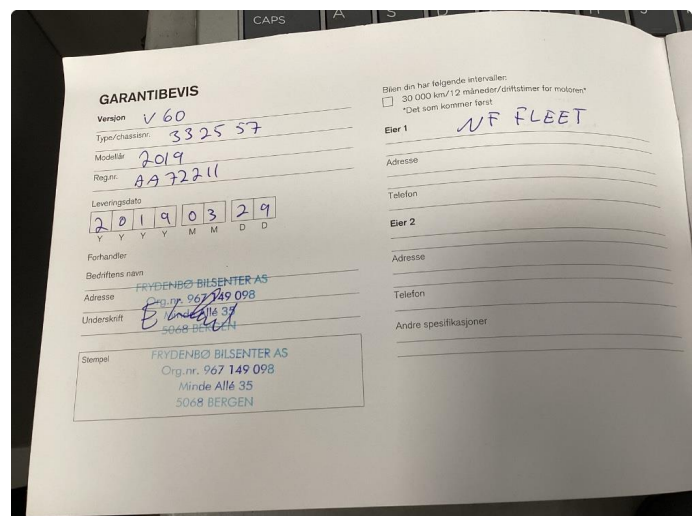 CAPS
A
S
GARANTIBEVIS
Versjon V60
Type/chassisnr. 332557
Modellår 2019
Reg.nr. AA72211
Leveringsdato
2 0 1 9 0 3 2 9
Y Y Y Y M M D D
Forhandler
Bedriftens navn
FRYDENBØ BILSENTER AS
Adresse Org.nr. 967 149 098
Underskrift Minde Allé 35
5068 BERGEN
Stempel FRYDENBØ BILSENTER AS
Org.nr. 967 149 098
Minde Allé 35
5068 BERGEN
Bilen din har følgende intervaller:
30 000 km/12 måneder/driftstimer for motoren*
*Det som kommer først
Eier 1 NF FLEET
Adresse
Telefon
Eier 2
Adresse
Telefon
Andre spesifikasjoner